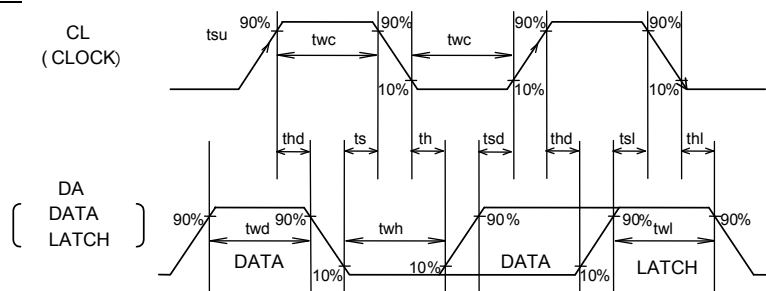 CL
( CLOCK)
tsu
90%
90%
90%
90%
twc
twc
10%
10%
10%
t
thd
ts
th
tsd
thd
tsl
thl
DA
DATA
LATCH
90%
90%
90%
90%
90%
twd
twh
twl
10%
10%
10%
DATA
DATA
LATCH